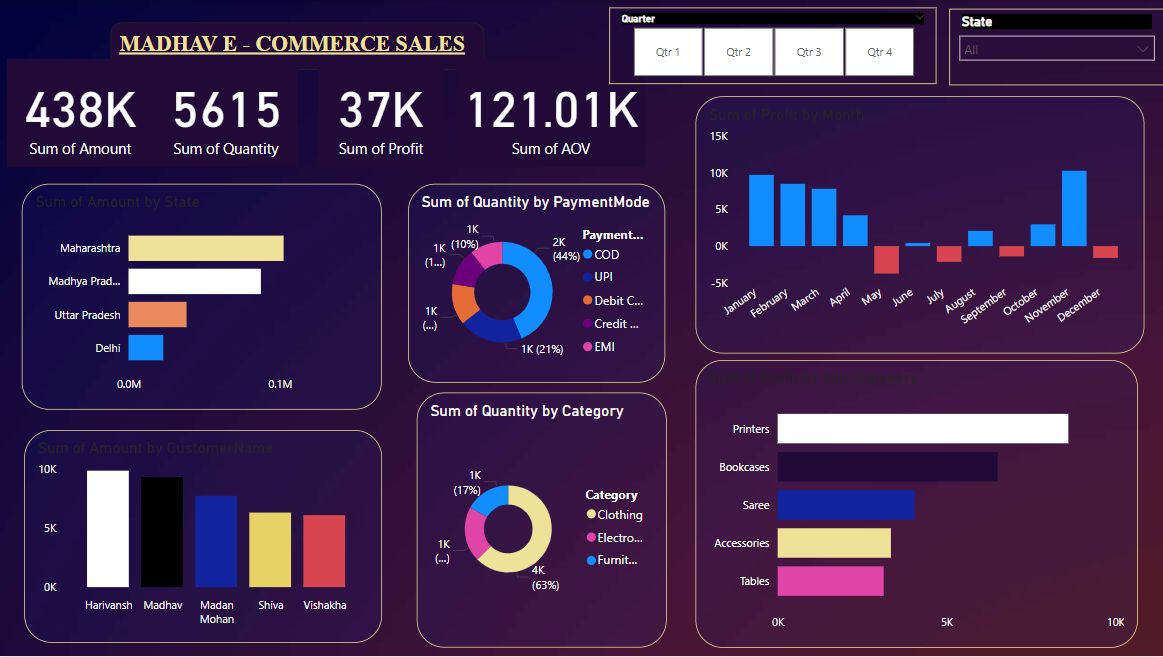 MADHAV E - COMMERCE SALES
Quarter
Qtr 1 Qtr 2 Qtr 3 Qtr 4
State
All
438K 5615 37K 121.01K
Sum of Amount Sum of Quantity Sum of Profit Sum of AOV
Sum of Amount by State
Maharashtra
Madhya Prad...
Uttar Pradesh
Delhi
0.0M 0.1M
Sum of Quantity by PaymentMode
1K
(10%)
1K
(1...)
1K
(...)
2K
(44%)
1K (21%)
Payment...
COD
UPI
Debit C...
Credit ...
EMI
Sum of Profit by Month
15K
10K
5K
0K
-5K
January February March April May June July August September October November December
Sum of Amount by CustomerName
10K
5K
0K
Harivansh Madhav Madan Shiva Vishakha
Mohan
Sum of Quantity by Category
1K
(17%)
1K
(...)
4K
(63%)
Category
Clothing
Electro...
Furnit...
Sum of Profit by
Printers
Bookcases
Saree
Accessories
Tables
0K 5K 10K